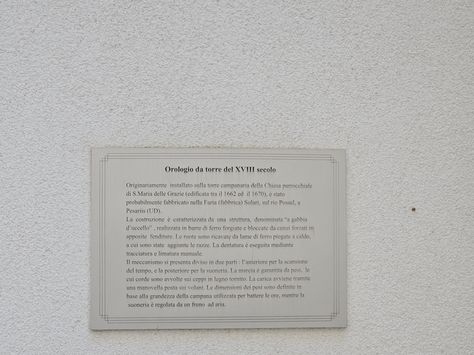 Orologio da torre del XVIII secolo
Originariamente installato sulla torre campanaria della Chiesa parrocchiale
di S.Maria delle Grazie (edificata tra il 1662 ed il 1670), è stato
probabilmente fabbricato nella Faria (fabbrica) Solari, sul rio Possal, a
Pesariis (UD).
La costruzione è caratterizzata da una struttura, denominata "a gabbia
d'uccello", realizzata in barre di ferro forgiate e bloccate da cunei forzati in
apposite fenditure. Le ruote sono ricavate da lame di ferro piegate a caldo,
a cui sono state aggiunte le razze. La dentatura è eseguita mediante
tracciatura e limatura manuale.
Il meccanismo si presenta diviso in due parti : l'anteriore per la scansione
del tempo, e la posteriore per la suoneria. La marcia è garantita da pesi, le
cui corde sono avvolte sui ceppi in legno tornito. La carica avviene tramite
una manovella posta sui volani. Le dimensioni dei pesi sono definite in
base alla grandezza della campana utilizzata per battere le ore, mentre la
suoneria è regolata da un freno ad aria.